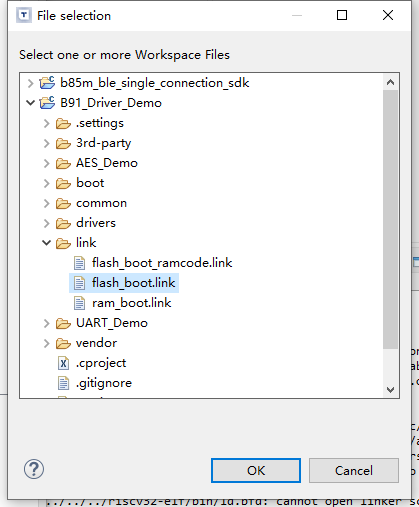 File selection
Select one or more Workspace Files
b85m_ble_single_connection_sdk
B91_Driver_Demo
.settings
3rd-party
AES_Demo
boot
common
drivers
link
flash_boot_ramcode.link
flash_boot.link
ram_boot.link
UART_Demo
vendor
.cproject
.gitignore
OK
Cancel
../../../riscv32-elf/bin/ld.bfd: cannot open linker sc